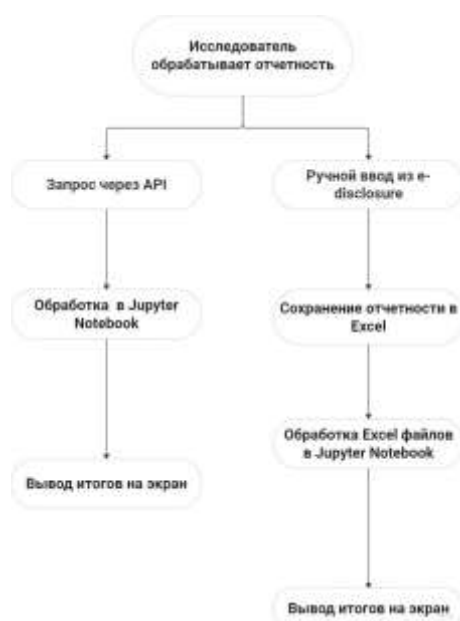 Исследователь
обрабатывает отчетность
Запрос через API
Ручной ввод из e-
disclosure
Обработка в Jupyter
Notebook
Сохранение отчетности в
Excel
Обработка Excel файлов
в Jupyter Notebook
Вывод итогов на экран
Вывод итогов на экран